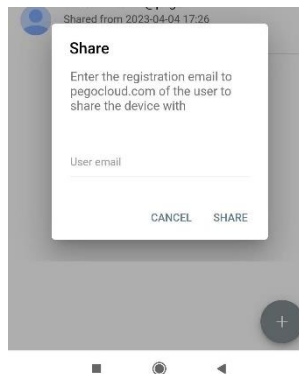 Shared from 2023-04-04 17:26
Share
Enter the registration email to
pegocloud.com of the user to
share the device with
User email
CANCEL
SHARE